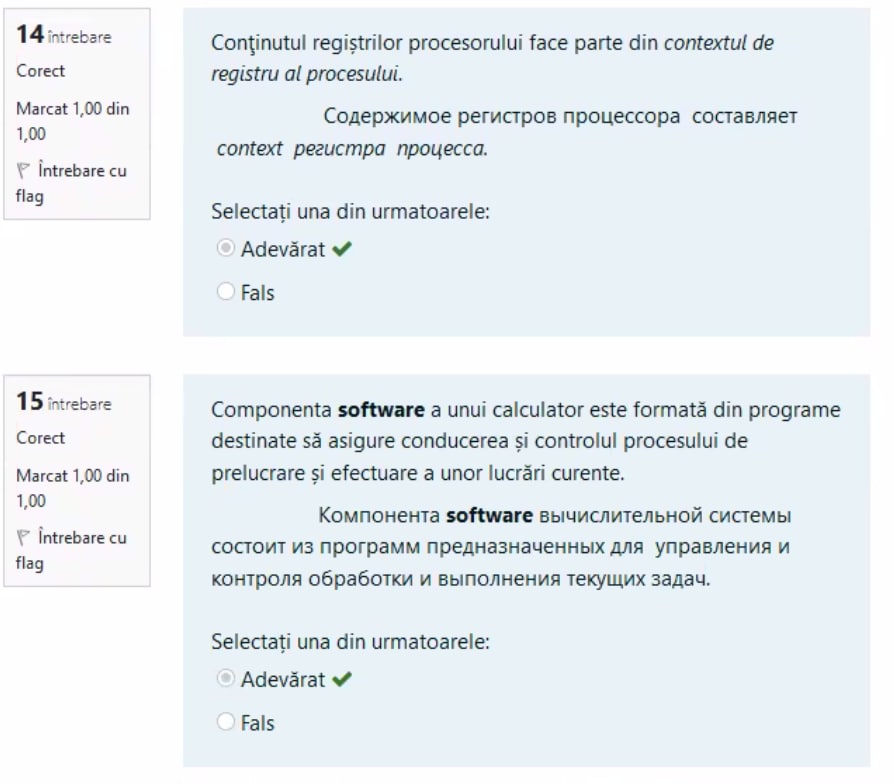 14 întrebare
Corect
Marcat 1,00 din
1,00
Întrebare cu
flag
Conţinutul regiștrilor procesorului face parte din contextul de
registru al procesului.
Содержимое регистров процессора составляет
context регистра процесса.
Selectați una din urmatoarele:
Adevărat
Fals
15 întrebare
Corect
Marcat 1,00 din
1,00
Întrebare cu
flag
Componenta software a unui calculator este formată din programe
destinate să asigure conducerea și controlul procesului de
prelucrare și efectuare a unor lucrări curente.
Компонента software вычислительной системы
состоит из программ предназначенных для управления и
контроля обработки и выполнения текущих задач.
Selectați una din urmatoarele:
Adevărat
Fals